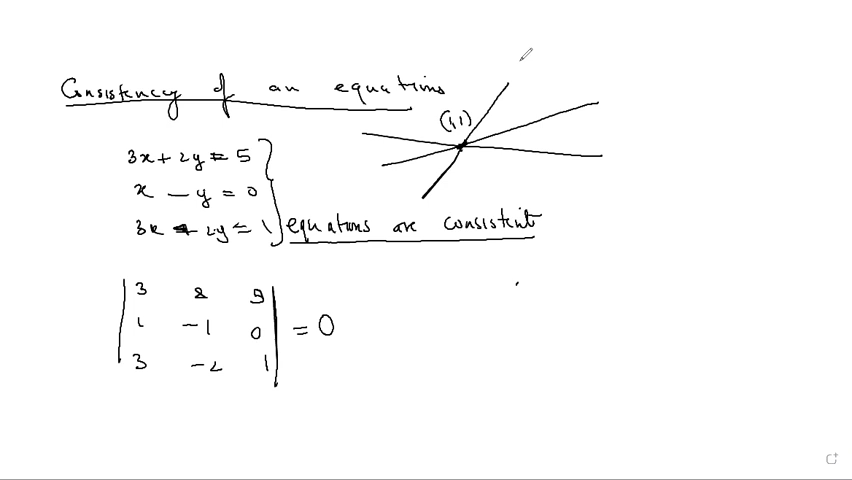 Consistency of an equations
(1,1)
3x + 2y = 5
x - y = 0
3x - 2y = 1
equations are consistent
3 2 5
1 -1 0 = 0
3 -2 1